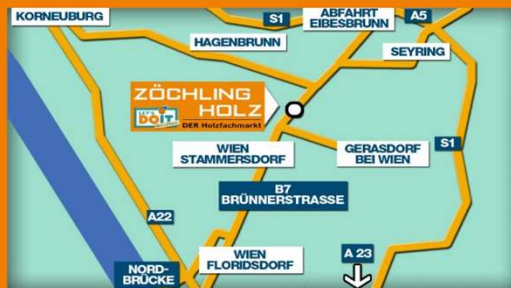 KORNEUBURG
S1
ABFAHRT
EIBESBRUNN
A5
HAGENBRUNN
SEYRING
ZÖCHLING
HOLZ
LET'S
DOIT
DER Holzfachmarkt
WIEN
STAMMERSDORF
GERASDORF
BEI WIEN
S1
B7
BRÜNNERSTRASSE
A22
WIEN
FLORIDSDORF
A 23
NORD-
BRÜCKE